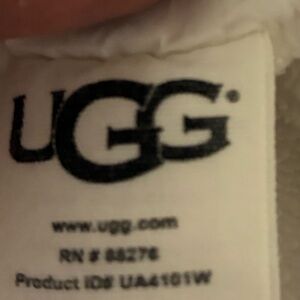 UGG
www.ugg.com
RN # 88276
Product ID# UA4101W